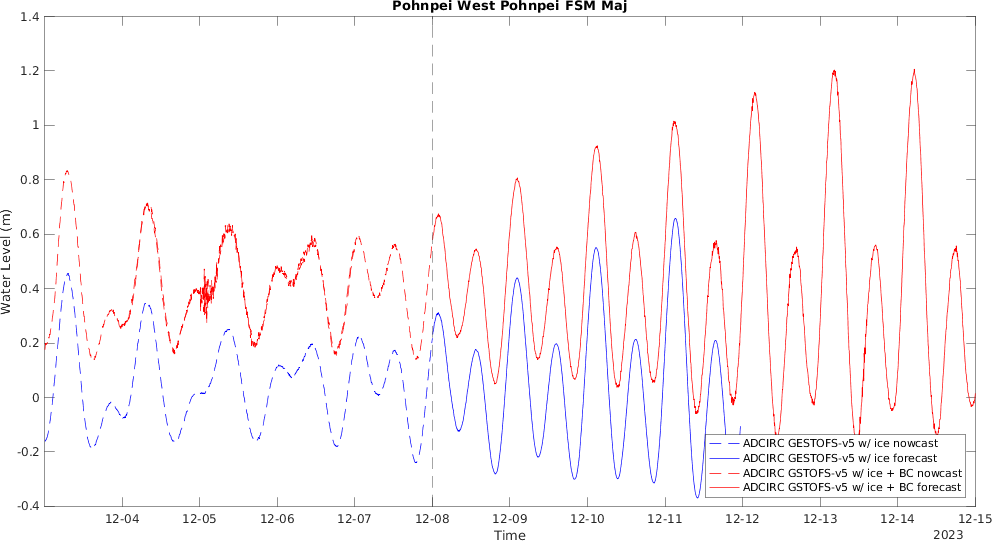 Pohnpei West Pohnpei FSM Maj
1.4
1.2
1
0.8
0.6
0.4
0.2
0
-0.2
-0.4
Water Level (m)
ADCIRC GESTOFS-v5 w/ ice nowcast
ADCIRC GESTOFS-v5 w/ ice forecast
ADCIRC GSTOFS-v5 w/ ice + BC nowcast
ADCIRC GSTOFS-v5 w/ ice + BC forecast
12-04 12-05 12-06 12-07 12-08 12-09 12-10 12-11 12-12 12-13 12-14 12-15
Time
2023